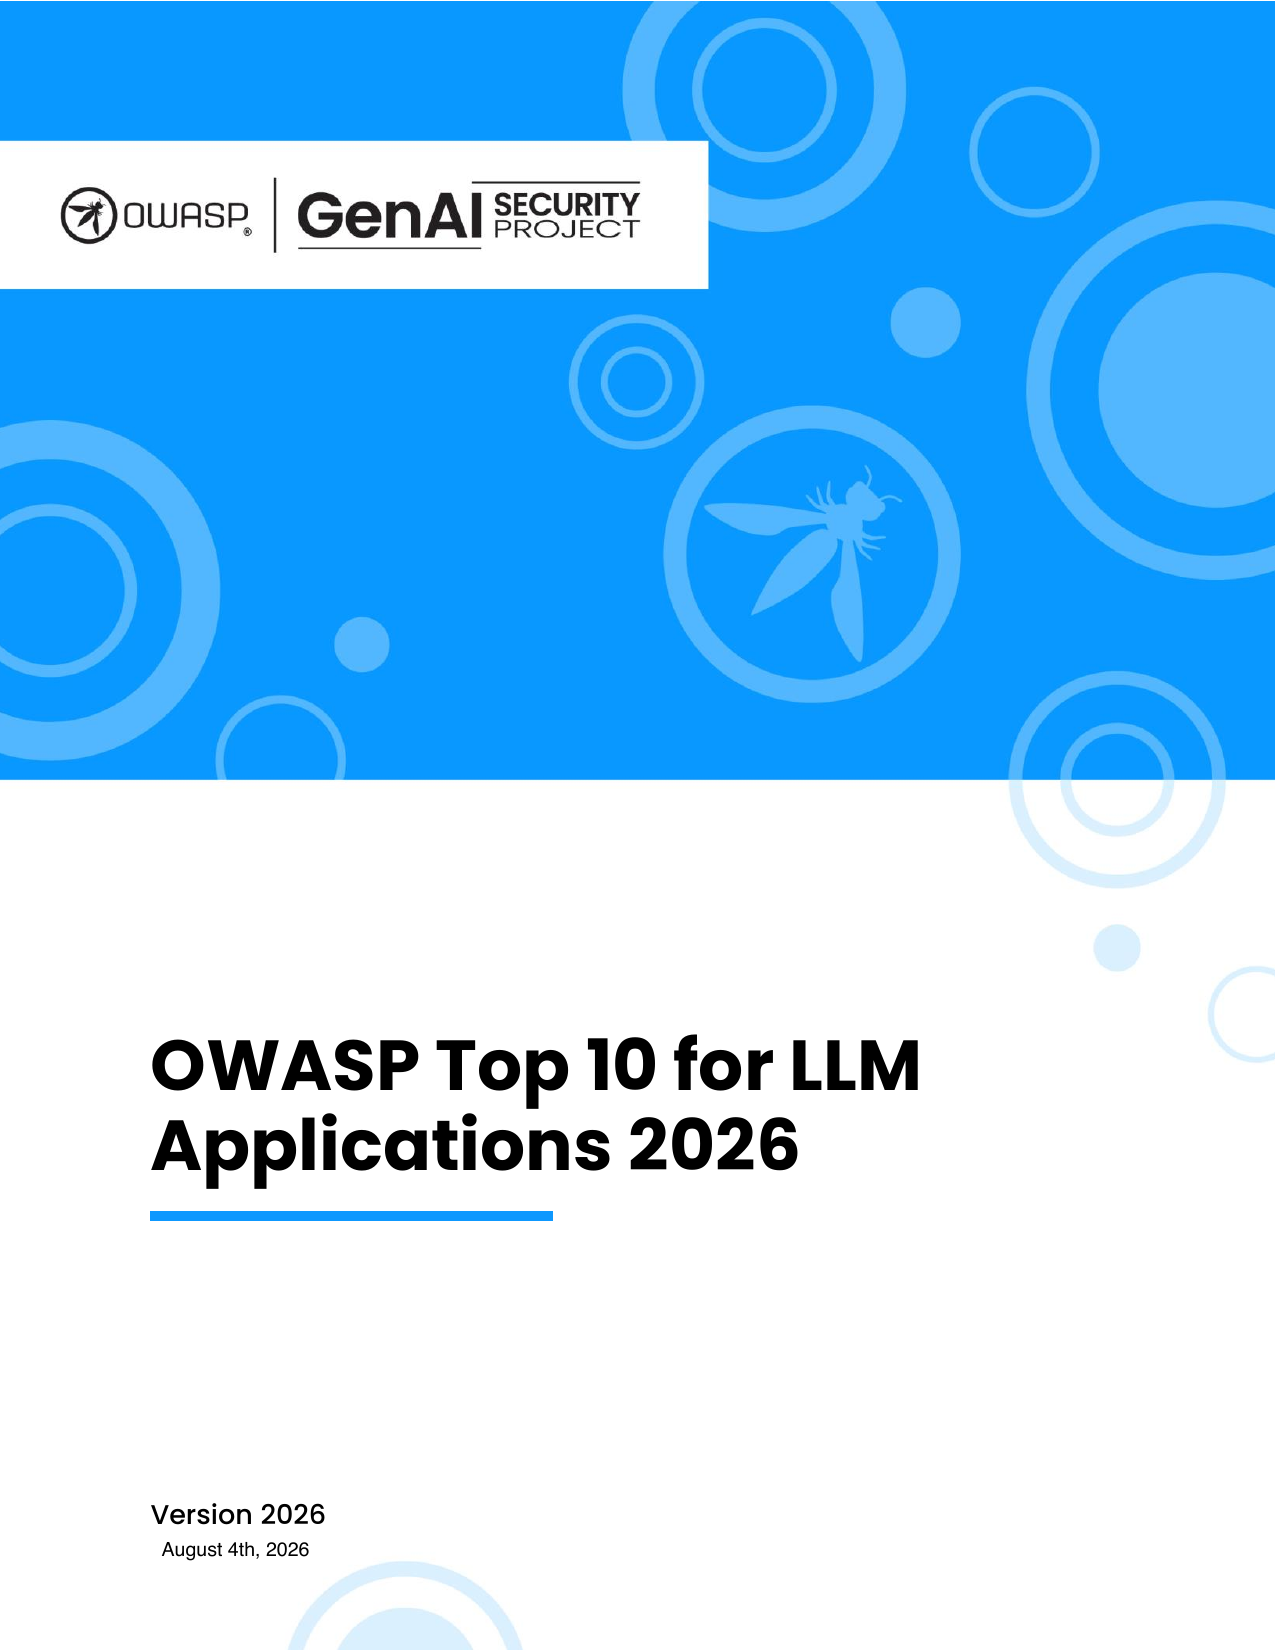 OWASP® GenAI SECURITY
PROJECT
OWASP Top 10 for LLM
Applications 2026
Version 2026
August 4th, 2026